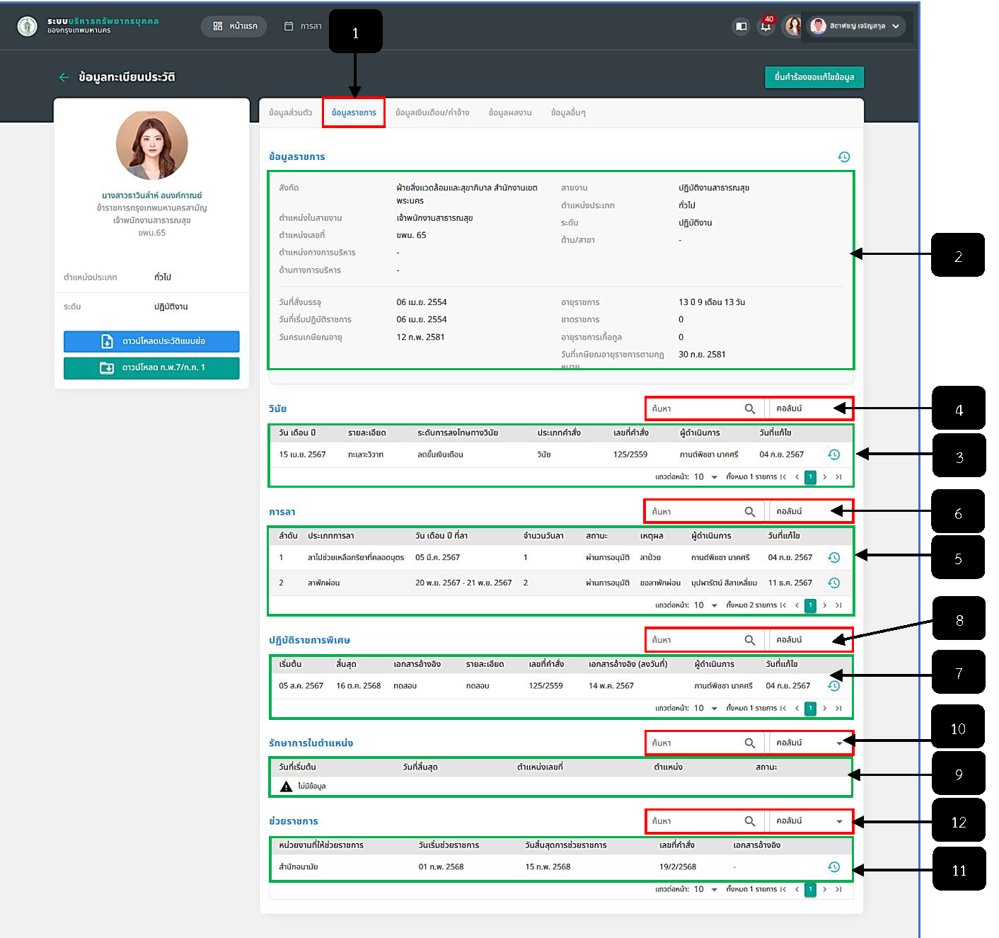 ระบบบริหารทรัพยากรบุคคล
ของกรุงเทพมหานคร
หน้าแรก
การลา
1
40
สิตาฬชญ เจริญสกุล
ข้อมูลทะเบียนประวัติ
ยื่นคำร้องขอแก้ไขข้อมูล
นางสาวธาวินล่าห์ อนงค์กาณย์
ข้าราชการกรุงเทพมหานครสามัญ
เจ้าพนักงานสาธารณสุข
ขพน.65
ตำแหน่งประเภท ทั่วไป
ระดับ ปฏิบัติงาน
ดาวน์โหลดประวัติแบบย่อ
ดาวน์โหลด ก.พ.7/ก.ก. 1
ข้อมูลส่วนตัว ข้อมูลราชการ ข้อมูลเงินเดือน/ค่าจ้าง ข้อมูลผลงาน ข้อมูลอื่นๆ
ข้อมูลราชการ
สังกัด ฝ่ายสิ่งแวดล้อมและสุขาภิบาล สำนักงานเขต
พระนคร
ตำแหน่งในสายงาน เจ้าพนักงานสาธารณสุข
ตำแหน่งเลขที่ ขพน. 65
ตำแหน่งทางการบริหาร -
ด้านทางการบริหาร -
สายงาน ปฏิบัติงานสาธารณสุข
ตำแหน่งประเภท ทั่วไป
ระดับ ปฏิบัติงาน
ด้าน/สาขา -
2
วันที่สั่งบรรจุ 06 เม.ย. 2554
วันที่เริ่มปฏิบัติราชการ 06 เม.ย. 2554
วันครบเกษียณอายุ 12 ก.พ. 2581
อายุราชการ 13 ปี 9 เดือน 13 วัน
ขาดราชการ 0
อายุราชการเกื้อกูล 0
วันที่เกษียณอายุราชการตามกฎ 30 ก.ย. 2581
หมาย
วินัย
ค้นหา คอลัมน์
4
วัน เดือน ปี รายละเอียด ระดับการลงโทษทางวินัย ประเภทคำสั่ง เลขที่คำสั่ง ผู้ดำเนินการ วันที่แก้ไข
15 เม.ย. 2567 ทะเลาะวิวาท ลดขั้นเงินเดือน วินัย 125/2559 กานต์พิชชา นาคศรี 04 ก.ย. 2567
3
แถวต่อหน้า: 10 ทั้งหมด 1 รายการ 1
การลา
ค้นหา คอลัมน์
6
ลำดับ ประเภทการลา วัน เดือน ปี ที่ลา จำนวนวันลา สถานะ เหตุผล ผู้ดำเนินการ วันที่แก้ไข
1 ลาไปช่วยเหลือภริยาที่คลอดบุตร 05 มี.ค. 2567 1 ผ่านการอนุมัติ ลาป่วย กานต์พิชชา นาคศรี 04 ก.ย. 2567
5
2 ลาพักผ่อน 20 พ.ย. 2567 - 21 พ.ย. 2567 2 ผ่านการอนุมัติ ขอลาพักผ่อน บุปผารัตน์ สีลาเหลี่ยม 11 ธ.ค. 2567
แถวต่อหน้า: 10 ทั้งหมด 2 รายการ 1
ปฏิบัติราชการพิเศษ
ค้นหา คอลัมน์
8
เริ่มต้น สิ้นสุด เอกสารอ้างอิง รายละเอียด เลขที่คำสั่ง เอกสารอ้างอิง (ลงวันที่) ผู้ดำเนินการ วันที่แก้ไข
05 ส.ค. 2567 16 ต.ค. 2568 ทดสอบ ทดสอบ 125/2559 14 พ.ค. 2567 กานต์พิชชา นาคศรี 04 ก.ย. 2567
7
แถวต่อหน้า: 10 ทั้งหมด 1 รายการ 1
รักษาการในตำแหน่ง
ค้นหา คอลัมน์
10
วันที่เริ่มต้น วันที่สิ้นสุด ตำแหน่งเลขที่ ตำแหน่ง สถานะ
ไม่มีข้อมูล
9
ช่วยราชการ
ค้นหา คอลัมน์
12
หน่วยงานที่ให้ช่วยราชการ วันเริ่มช่วยราชการ วันสิ้นสุดการช่วยราชการ เลขที่คำสั่ง เอกสารอ้างอิง
สำนักอนามัย 01 ก.พ. 2568 15 ก.พ. 2568 19/2/2568 -
11
แถวต่อหน้า: 10 ทั้งหมด 1 รายการ 1